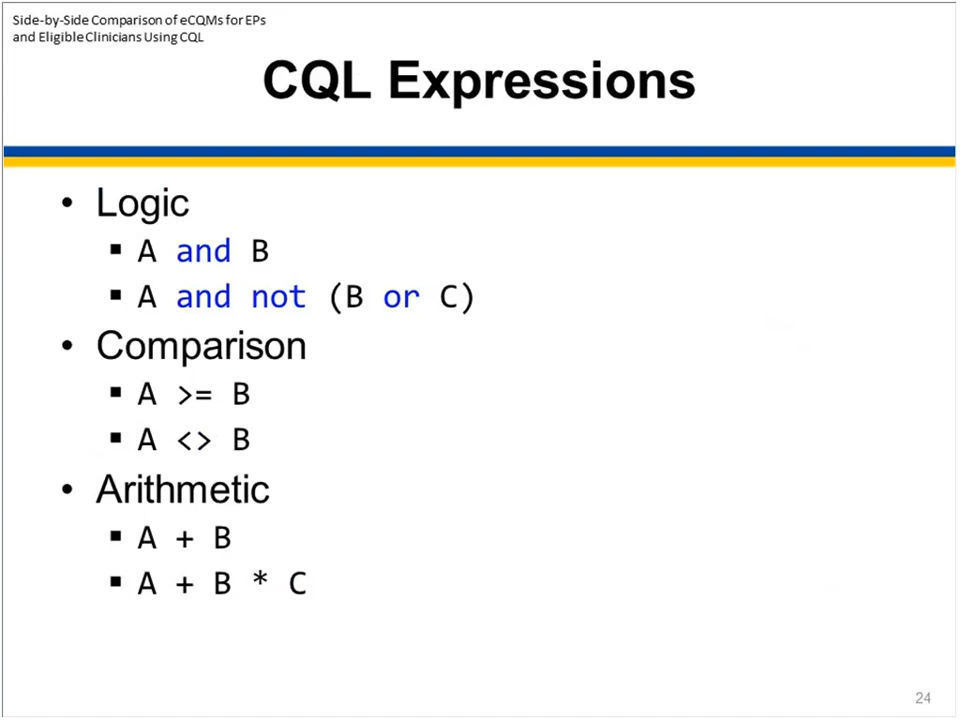 Side-by-Side Comparison of eCQMs for EPs
and Eligible Clinicians Using CQL
CQL Expressions
• Logic
▪ A and B
▪ A and not (B or C)
• Comparison
▪ A >= B
▪ A <> B
• Arithmetic
▪ A + B
▪ A + B * C
24